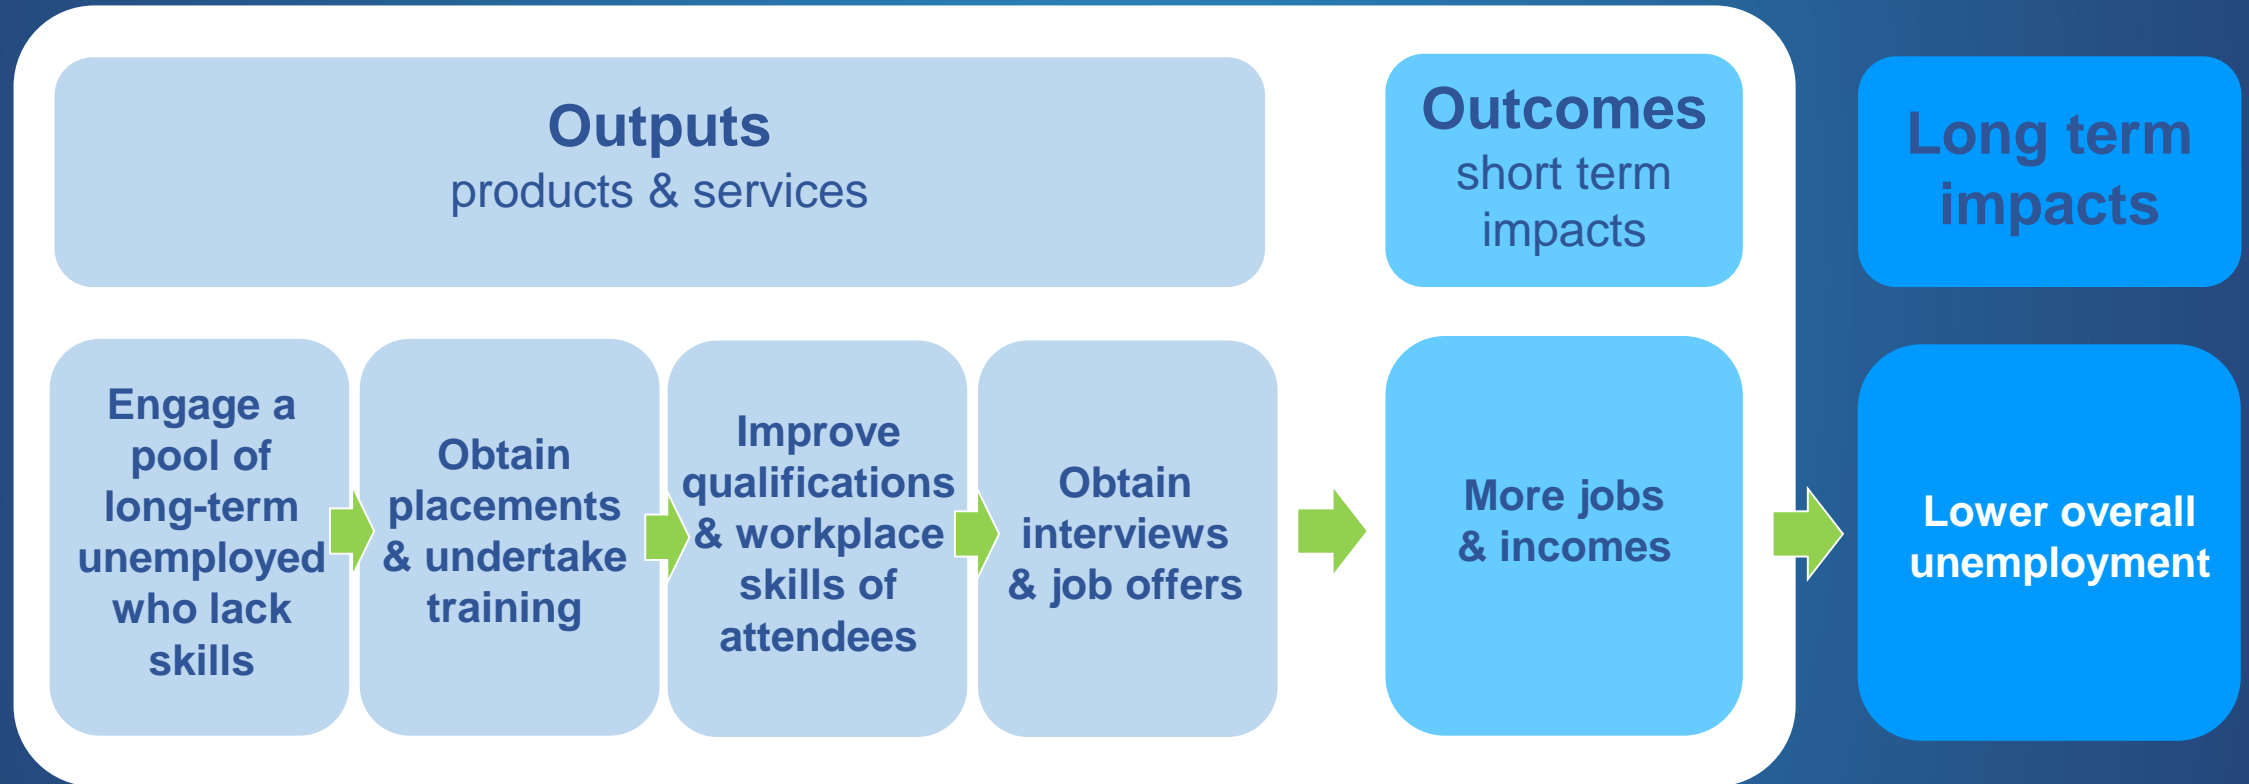 Outputs
products & services
Outcomes
short term
impacts
Long term
impacts
Engage a
pool of
long-term
unemployed
who lack
skills
Obtain
placements
& undertake
training
Improve
qualifications
& workplace
skills of
attendees
Obtain
interviews
& job offers
More jobs
& incomes
Lower overall
unemployment